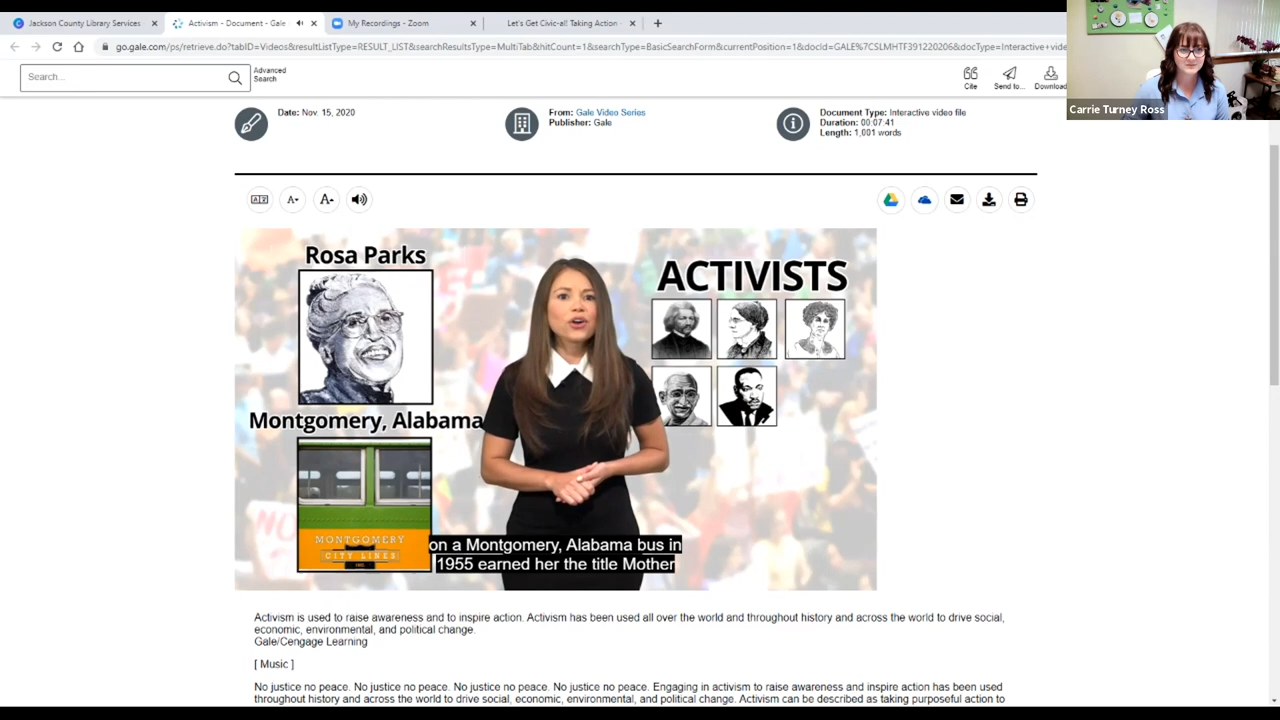 Jackson County Library Services
Activism - Document - Gale
My Recordings - Zoom
Let's Get Civic-al! Taking Action -
go.gale.com/ps/retrieve.do?tabID=Videos&resultListType=RESULT_LIST&searchResultsType=MultiTab&hitCount=1&searchType=BasicSearchForm&currentPosition=1&docId=GALE%7CSLMHTF391220206&docType=Interactive+vide
Search...
Advanced
Search
Cite
Send to...
Download
Carrie Turney Ross
Date: Nov. 15, 2020
From: Gale Video Series
Publisher: Gale
Document Type: Interactive video file
Duration: 00:07:41
Length: 1,001 words
Rosa Parks
ACTIVISTS
Montgomery, Alabama
MONTGOMERY
CITY LINES
INC.
on a Montgomery, Alabama bus in
1955 earned her the title Mother
Activism is used to raise awareness and to inspire action. Activism has been used all over the world and throughout history and across the world to drive social,
economic, environmental, and political change.
Gale/Cengage Learning
[ Music ]
No justice no peace. No justice no peace. No justice no peace. No justice no peace. Engaging in activism to raise awareness and inspire action has been used
throughout history and across the world to drive social, economic, environmental, and political change. Activism can be described as taking purposeful action to